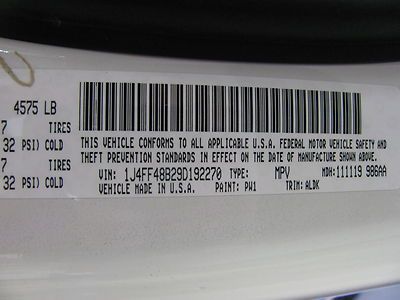 4575 LB
7 TIRES
32 PSI) COLD
7 TIRES
32 PSI) COLD
THIS VEHICLE CONFORMS TO ALL APPLICABLE U.S.A. FEDERAL MOTOR VEHICLE SAFETY AND
THEFT PREVENTION STANDARDS IN EFFECT ON THE DATE OF MANUFACTURE SHOWN ABOVE.
VIN: 1J4FF48B29D192270 TYPE: MPV MDH: 111119 986AA
VEHICLE MADE IN U.S.A. PAINT: PW1 TRIM: ALDK